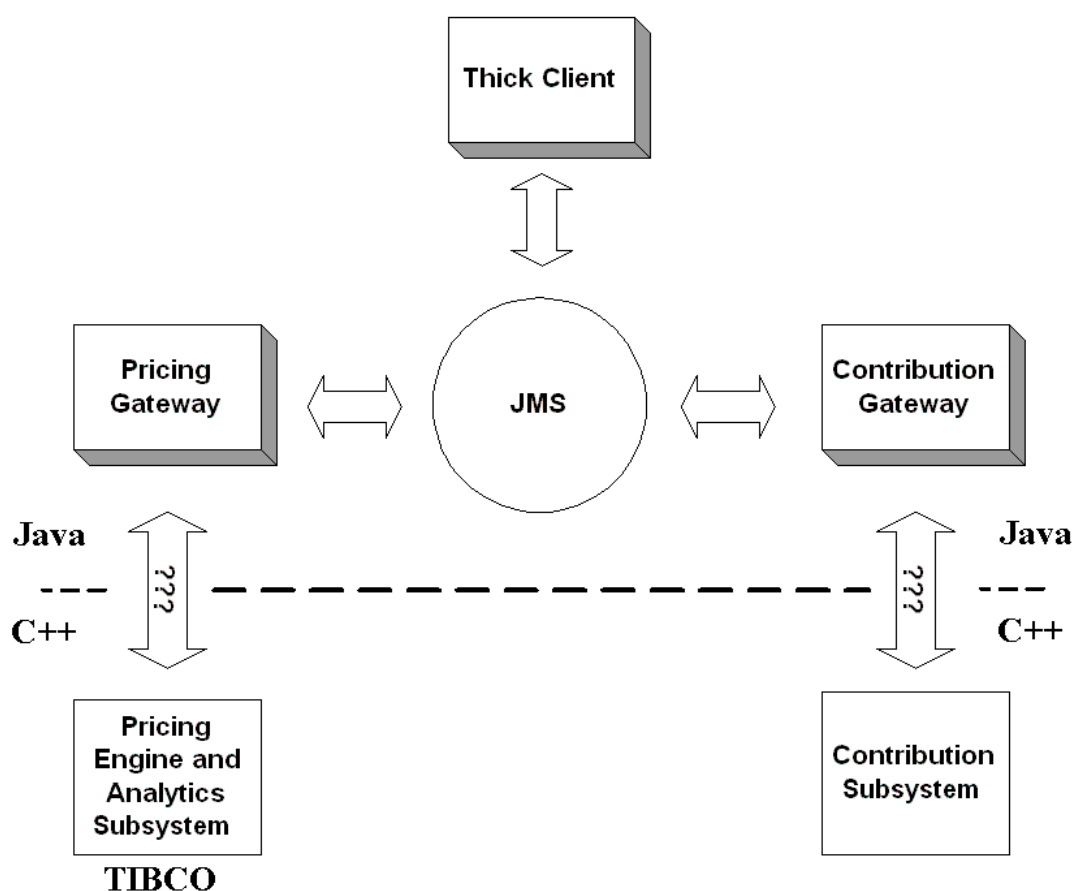 Thick Client
Pricing
Gateway
JMS
Contribution
Gateway
Java
Java
???
???
C++
C++
Pricing
Engine and
Analytics
Subsystem
Contribution
Subsystem
TIBCO